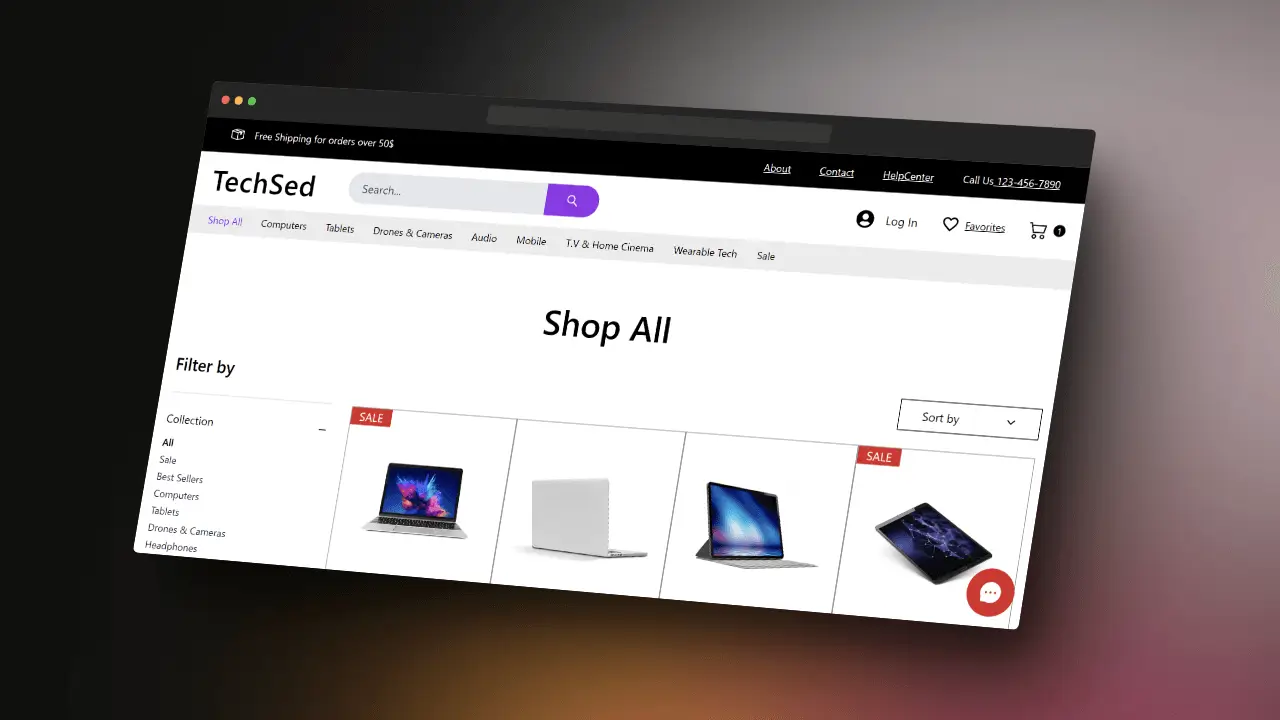 Free Shipping for orders over 50$
About Contact HelpCenter Call Us 123-456-7890
TechSed
Search...
Log In
Favorites
1
Shop All Computers Tablets Drones & Cameras Audio Mobile T.V & Home Cinema Wearable Tech Sale
Shop All
Filter by
Sort by
Collection
All
Sale
Best Sellers
Computers
Tablets
Drones & Cameras
Headphones
SALE
SALE